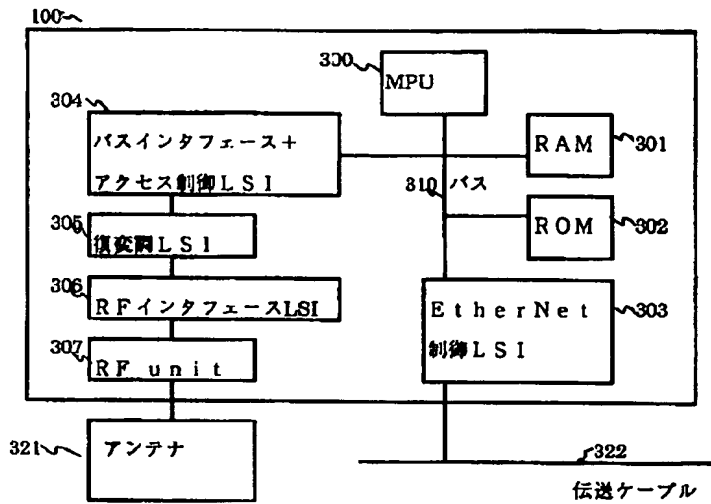 100
300
MPU
304
バスインタフェース+
アクセス制御LSI
RAM
301
310 バス
305
復変調LSI
ROM
302
306
RFインタフェースLSI
EtherNet
制御LSI
303
307
RF unit
321
アンテナ
322
伝送ケーブル